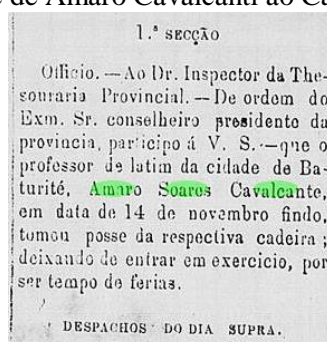 de Amaro Cavalcanti ao Ca
1.ª SECÇÃO
Officio. — Ao Dr. Inspector da The-
souraria Provincial. — De ordem do
Exm. Sr. conselheiro presidente da
provincia, participo á V. S. — que o
professor de latim da cidade de Ba-
turité, Amaro Soares Cavalcante,
em data de 14 de novembro findo,
tomou posse da respectiva cadeira ;
deixando de entrar em exercicio, por
ser tempo de ferias.
DESPACHOS DO DIA SUPRA.